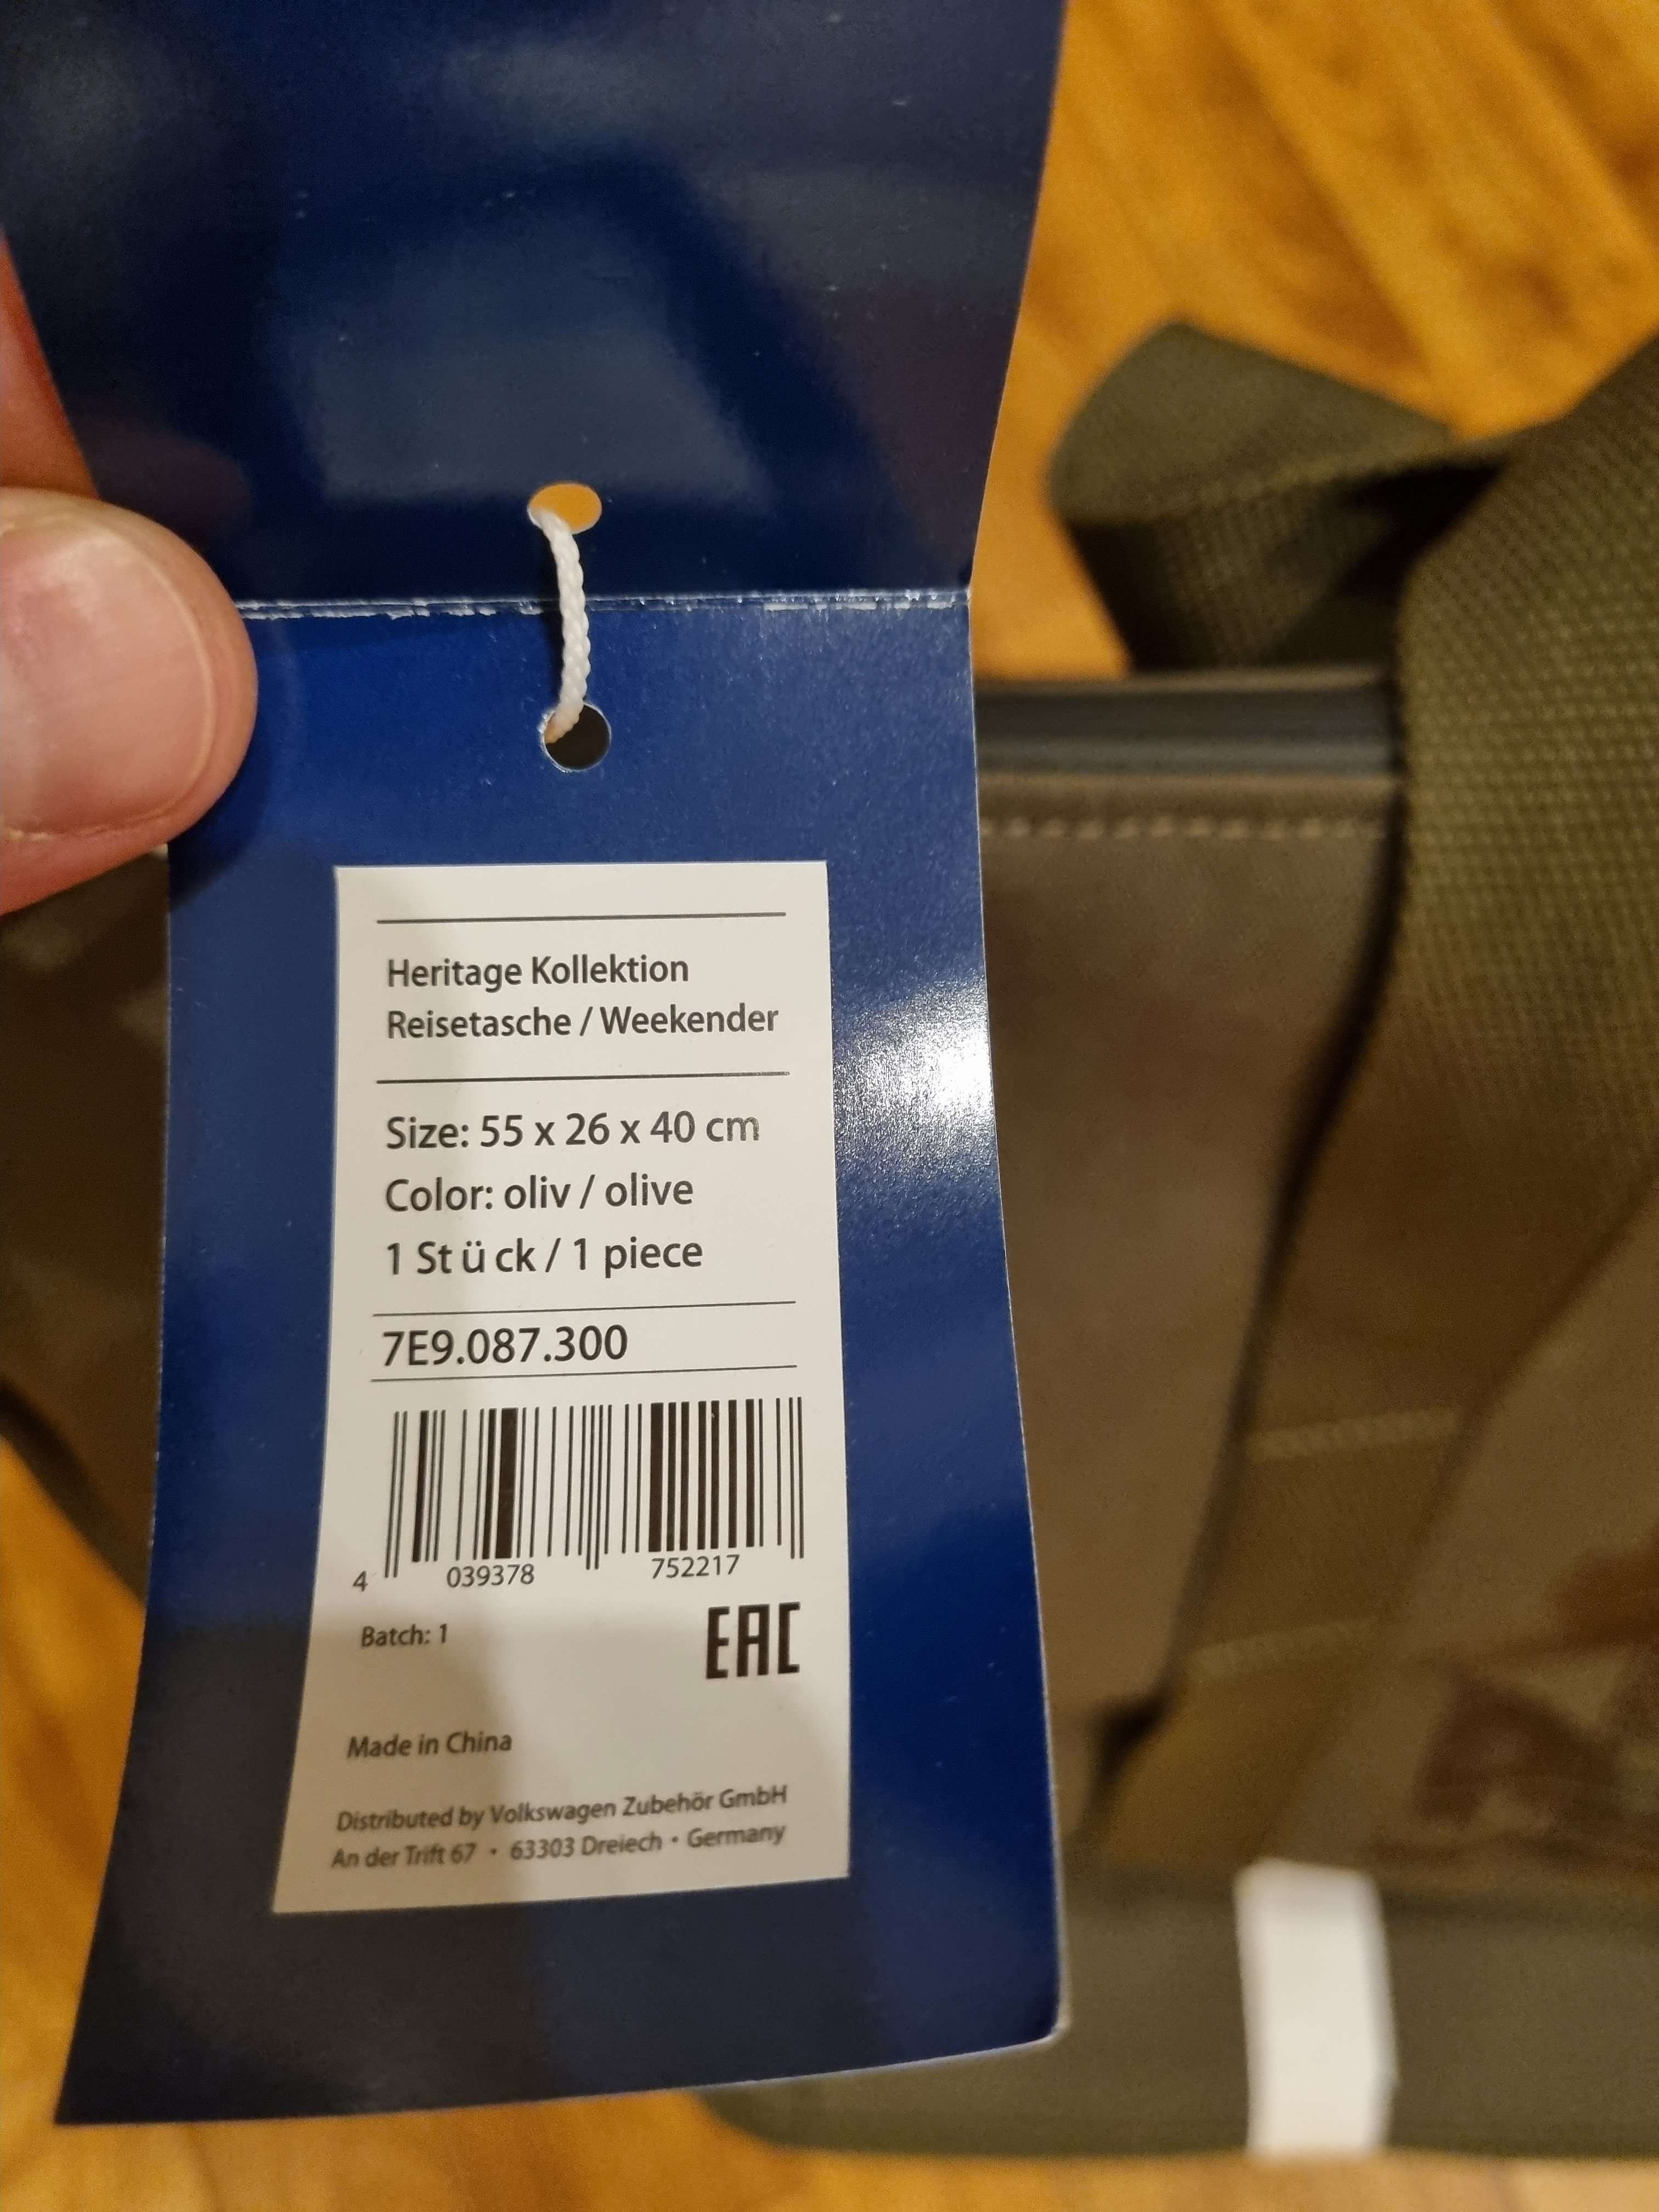 Heritage Kollektion
Reisetasche / Weekender
Size: 55 x 26 x 40 cm
Color: oliv / olive
1 St ü ck / 1 piece
7E9.087.300
4 039378 752217
Batch: 1
EAC
Made in China
Distributed by Volkswagen Zubehör GmbH
An der Trift 67 • 63303 Dreiech • Germany